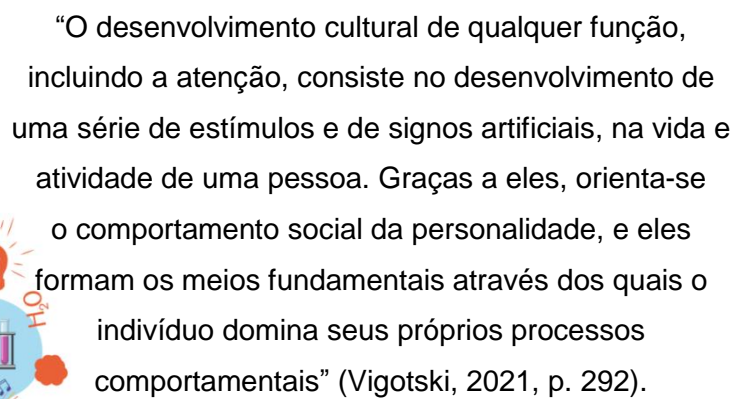 “O desenvolvimento cultural de qualquer função,
incluindo a atenção, consiste no desenvolvimento de
uma série de estímulos e de signos artificiais, na vida e
atividade de uma pessoa. Graças a eles, orienta-se
o comportamento social da personalidade, e eles
formam os meios fundamentais através dos quais o
indivíduo domina seus próprios processos
comportamentais” (Vigotski, 2021, p. 292).
H₂O